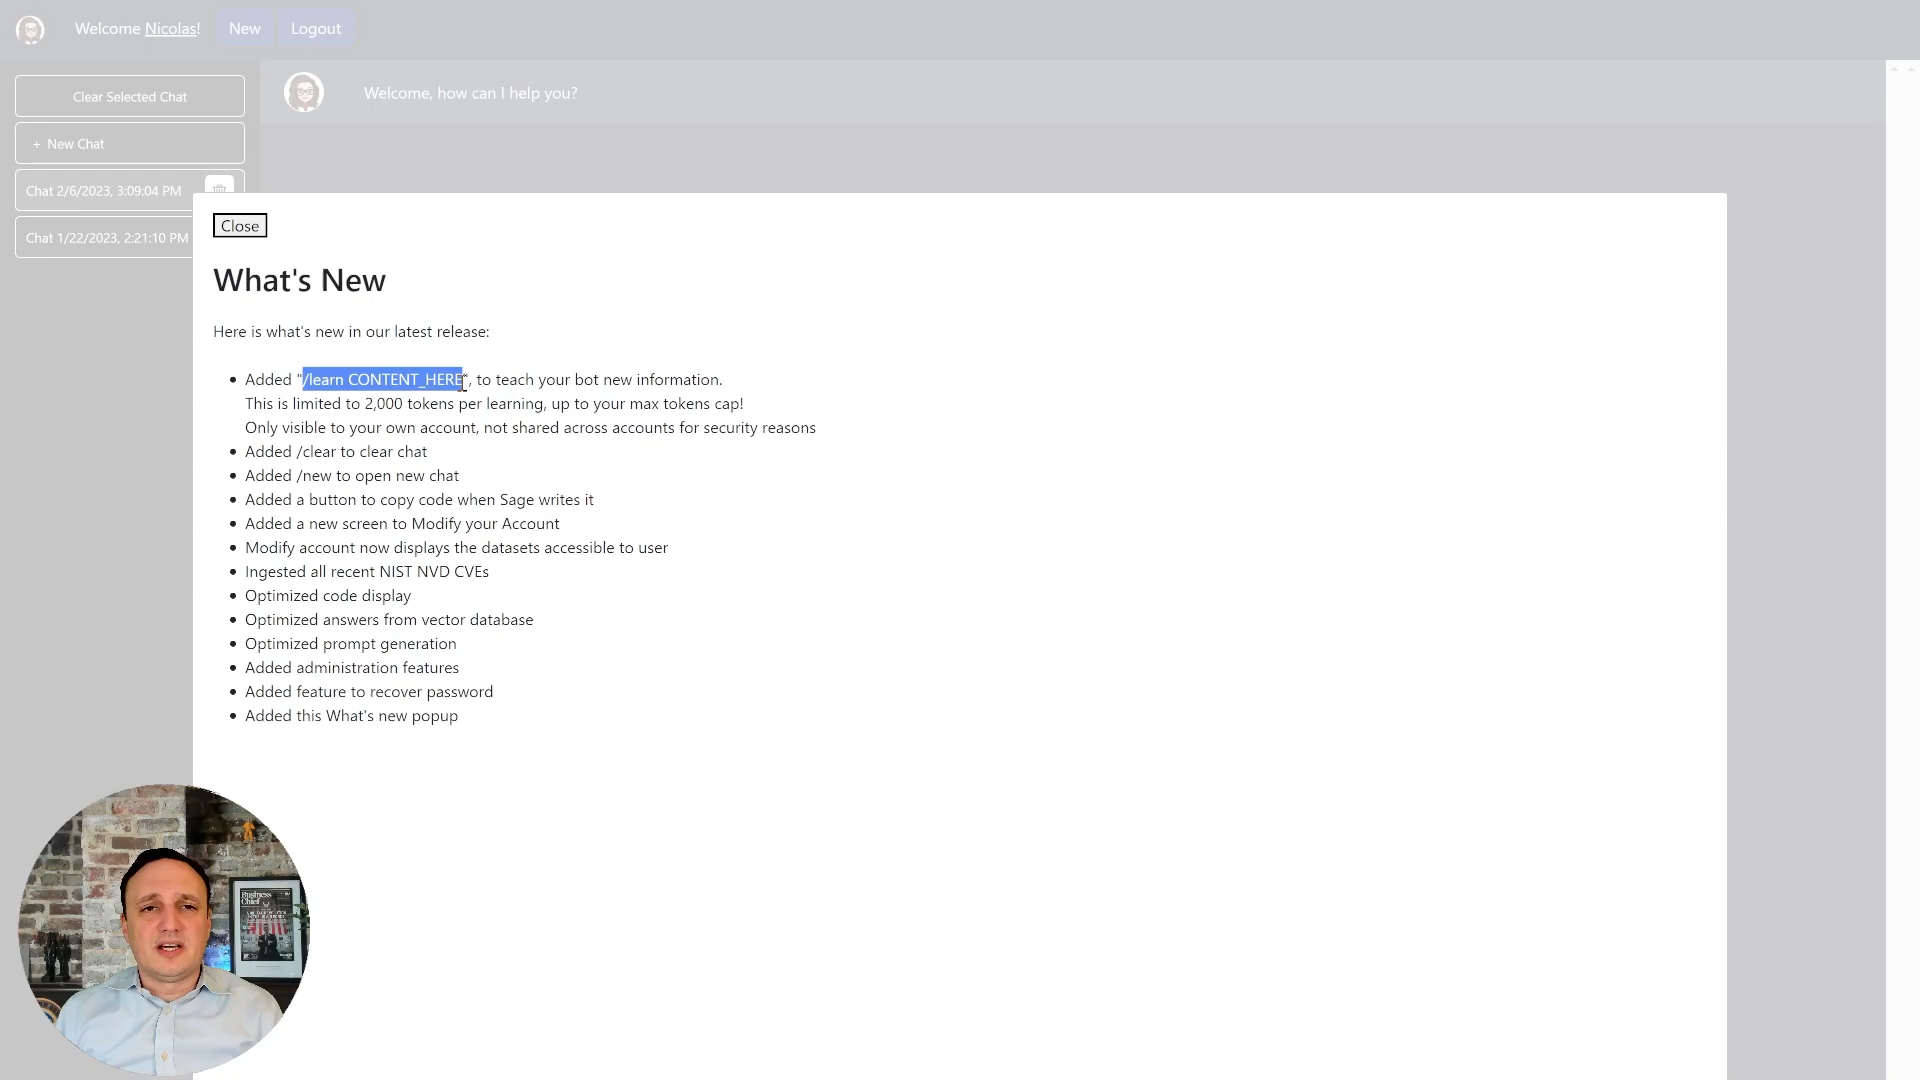 Welcome Nicolas!
New
Logout
Clear Selected Chat
+ New Chat
Chat 2/6/2023, 3:09:04 PM
Chat 1/22/2023, 2:21:10 PM
Welcome, how can I help you?
Close
What's New
Here is what's new in our latest release:
Added "/learn CONTENT_HERE", to teach your bot new information.
This is limited to 2,000 tokens per learning, up to your max tokens cap!
Only visible to your own account, not shared across accounts for security reasons
Added /clear to clear chat
Added /new to open new chat
Added a button to copy code when Sage writes it
Added a new screen to Modify your Account
Modify account now displays the datasets accessible to user
Ingested all recent NIST NVD CVEs
Optimized code display
Optimized answers from vector database
Optimized prompt generation
Added administration features
Added feature to recover password
Added this What's new popup
Business
Chief